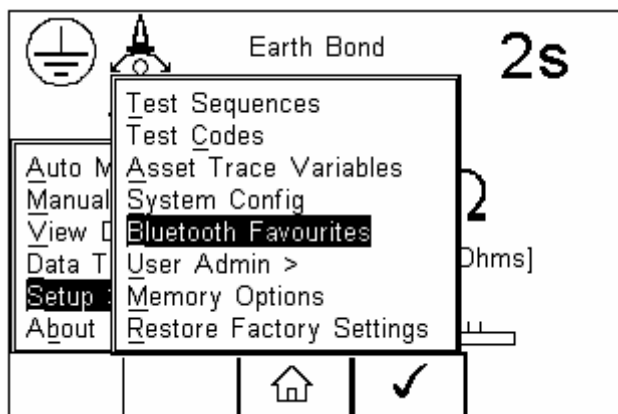 Earth Bond
2s
Test Sequences
Test Codes
Asset Trace Variables
System Config
Bluetooth Favourites
User Admin >
Memory Options
Restore Factory Settings
Auto M
Manual
View D
Data T
Setup
About
Ω
Ohms]